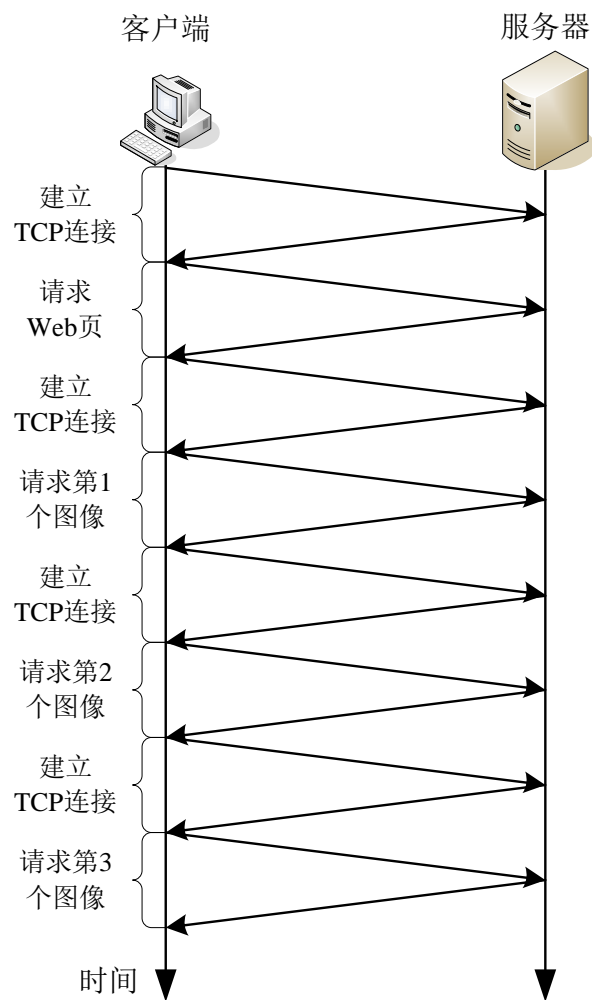 客户端
服务器
建立
TCP连接
请求
Web页
建立
TCP连接
请求第1
个图像
建立
TCP连接
请求第2
个图像
建立
TCP连接
请求第3
个图像
时间